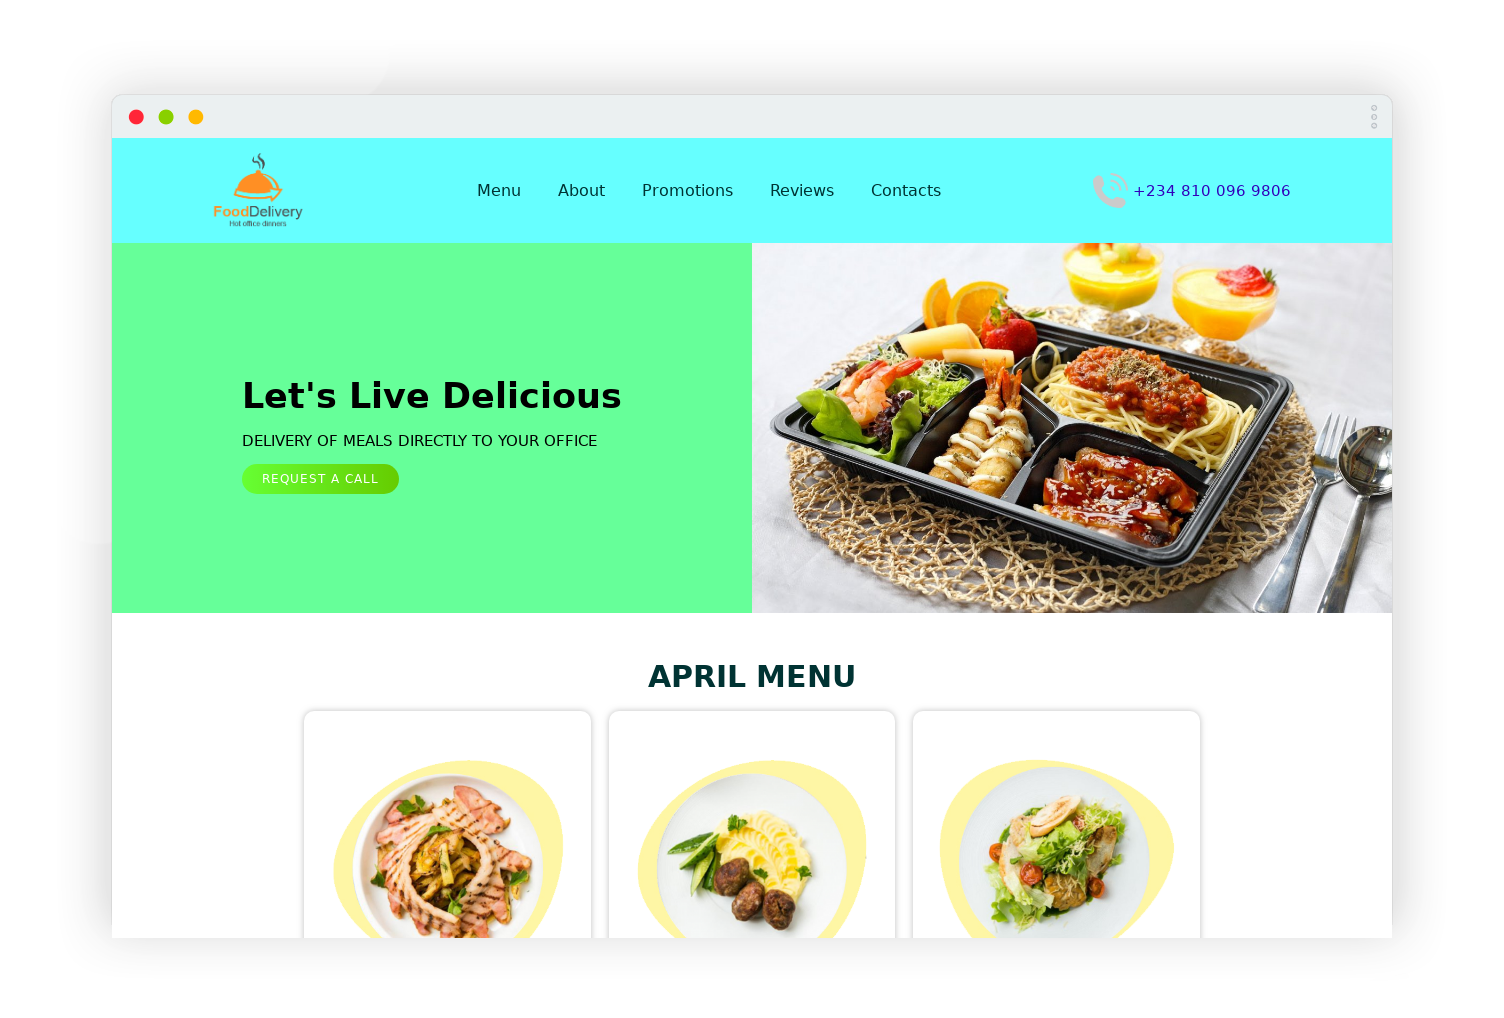 FoodDelivery
Hot office dinners
Menu About Promotions Reviews Contacts
+234 810 096 9806
Let's Live Delicious
DELIVERY OF MEALS DIRECTLY TO YOUR OFFICE
REQUEST A CALL
APRIL MENU